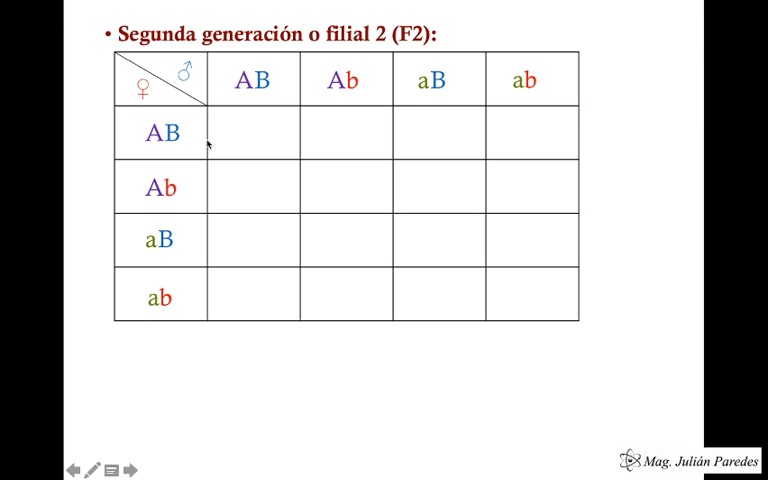 • Segunda generación o filial 2 (F2):
♀ ♂ AB Ab aB ab
AB
Ab
aB
ab
Mag. Julián Paredes